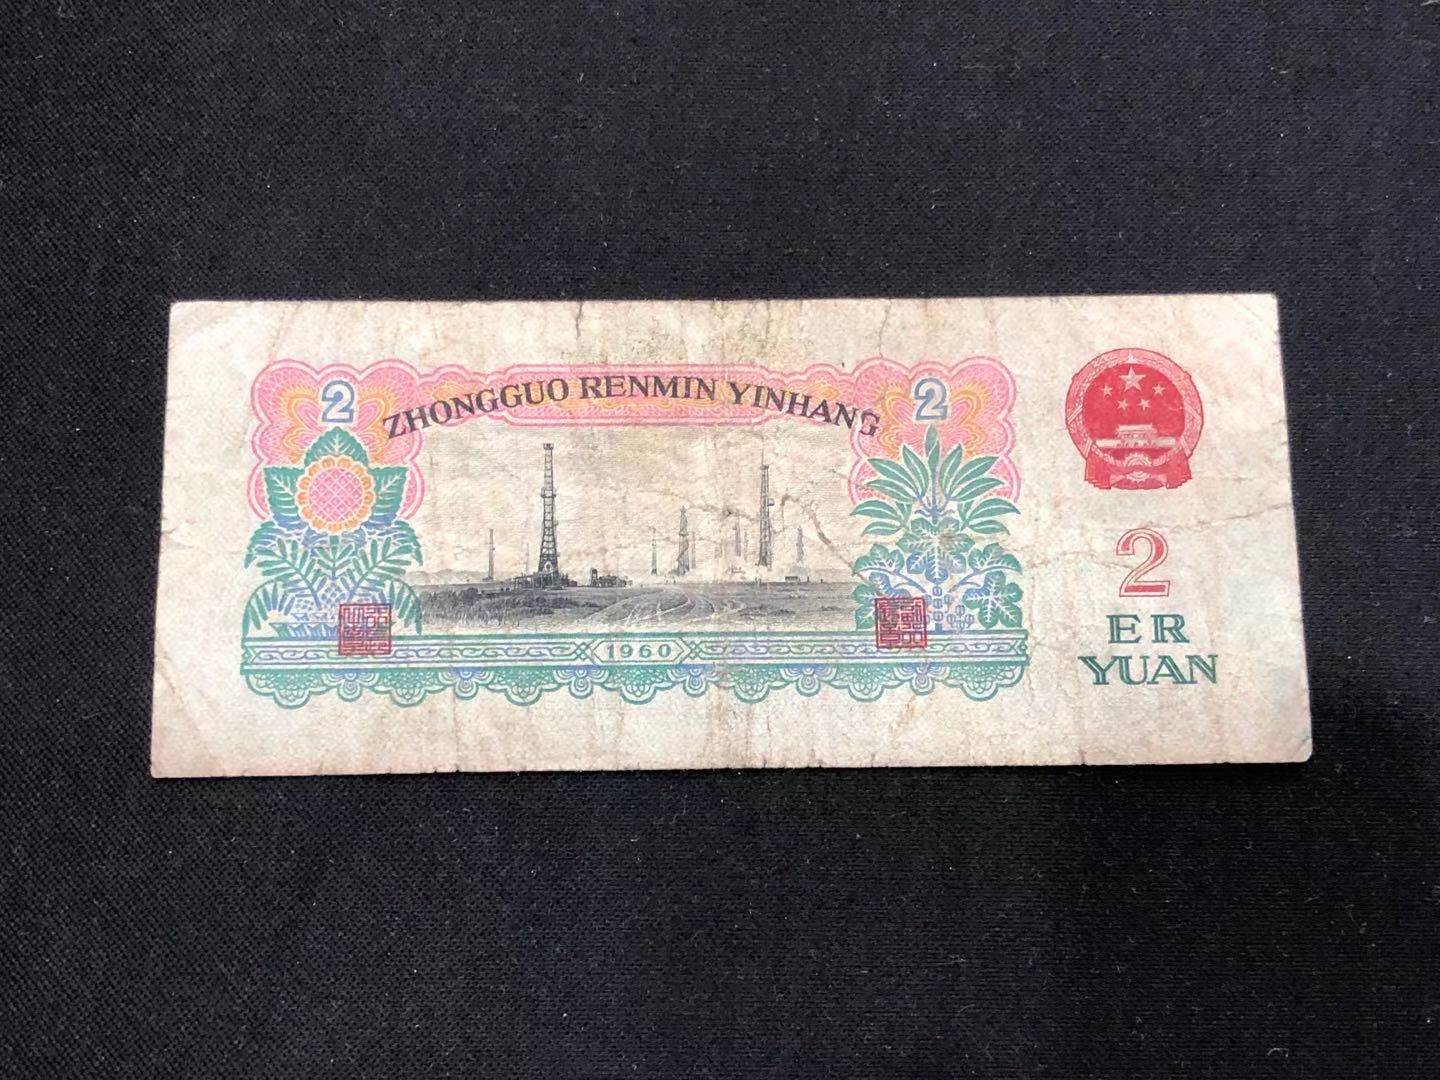 2
ZHONGGUO RENMIN YINHANG
2
2
ER
YUAN
1960